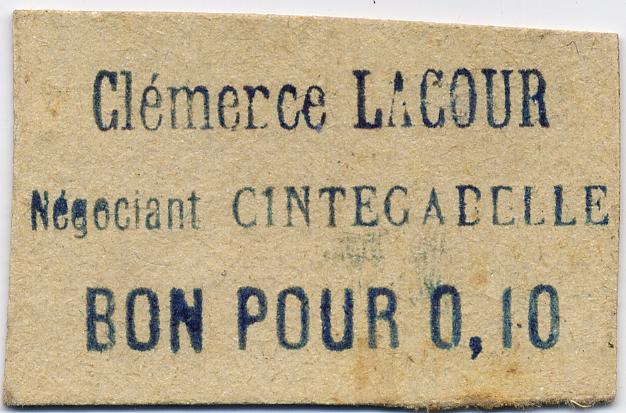 Clémerce LACOUR
Négociant CINTEGABELLE
BON POUR 0,10